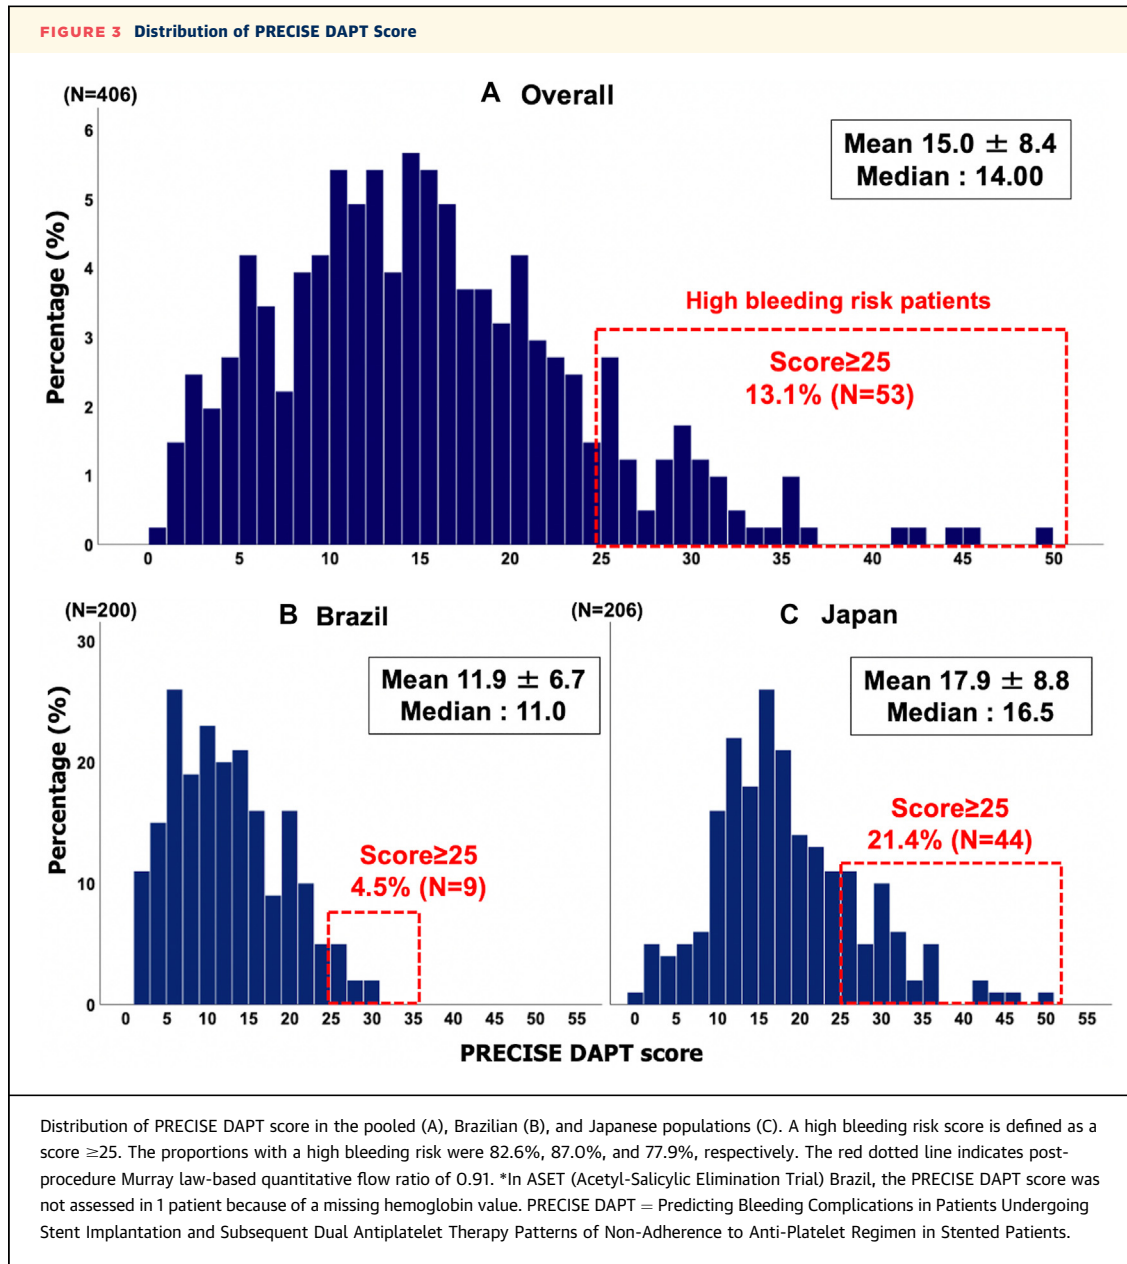 FIGURE 3 Distribution of PRECISE DAPT Score
(N=406)
A Overall
Mean 15.0 ± 8.4
Median : 14.00
Percentage (%)
6
5
4
3
2
1
0
High bleeding risk patients
Score≥25
13.1% (N=53)
0 5 10 15 20 25 30 35 40 45 50
(N=200)
B Brazil
Mean 11.9 ± 6.7
Median : 11.0
Percentage (%)
30
20
10
0
Score≥25
4.5% (N=9)
0 5 10 15 20 25 30 35 40 45 50 55
(N=206)
C Japan
Mean 17.9 ± 8.8
Median : 16.5
Score≥25
21.4% (N=44)
0 5 10 15 20 25 30 35 40 45 50 55
PRECISE DAPT score
Distribution of PRECISE DAPT score in the pooled (A), Brazilian (B), and Japanese populations (C). A high bleeding risk score is defined as a
score ≥25. The proportions with a high bleeding risk were 82.6%, 87.0%, and 77.9%, respectively. The red dotted line indicates post-
procedure Murray law-based quantitative flow ratio of 0.91. *In ASET (Acetyl-Salicylic Elimination Trial) Brazil, the PRECISE DAPT score was
not assessed in 1 patient because of a missing hemoglobin value. PRECISE DAPT = Predicting Bleeding Complications in Patients Undergoing
Stent Implantation and Subsequent Dual Antiplatelet Therapy Patterns of Non-Adherence to Anti-Platelet Regimen in Stented Patients.